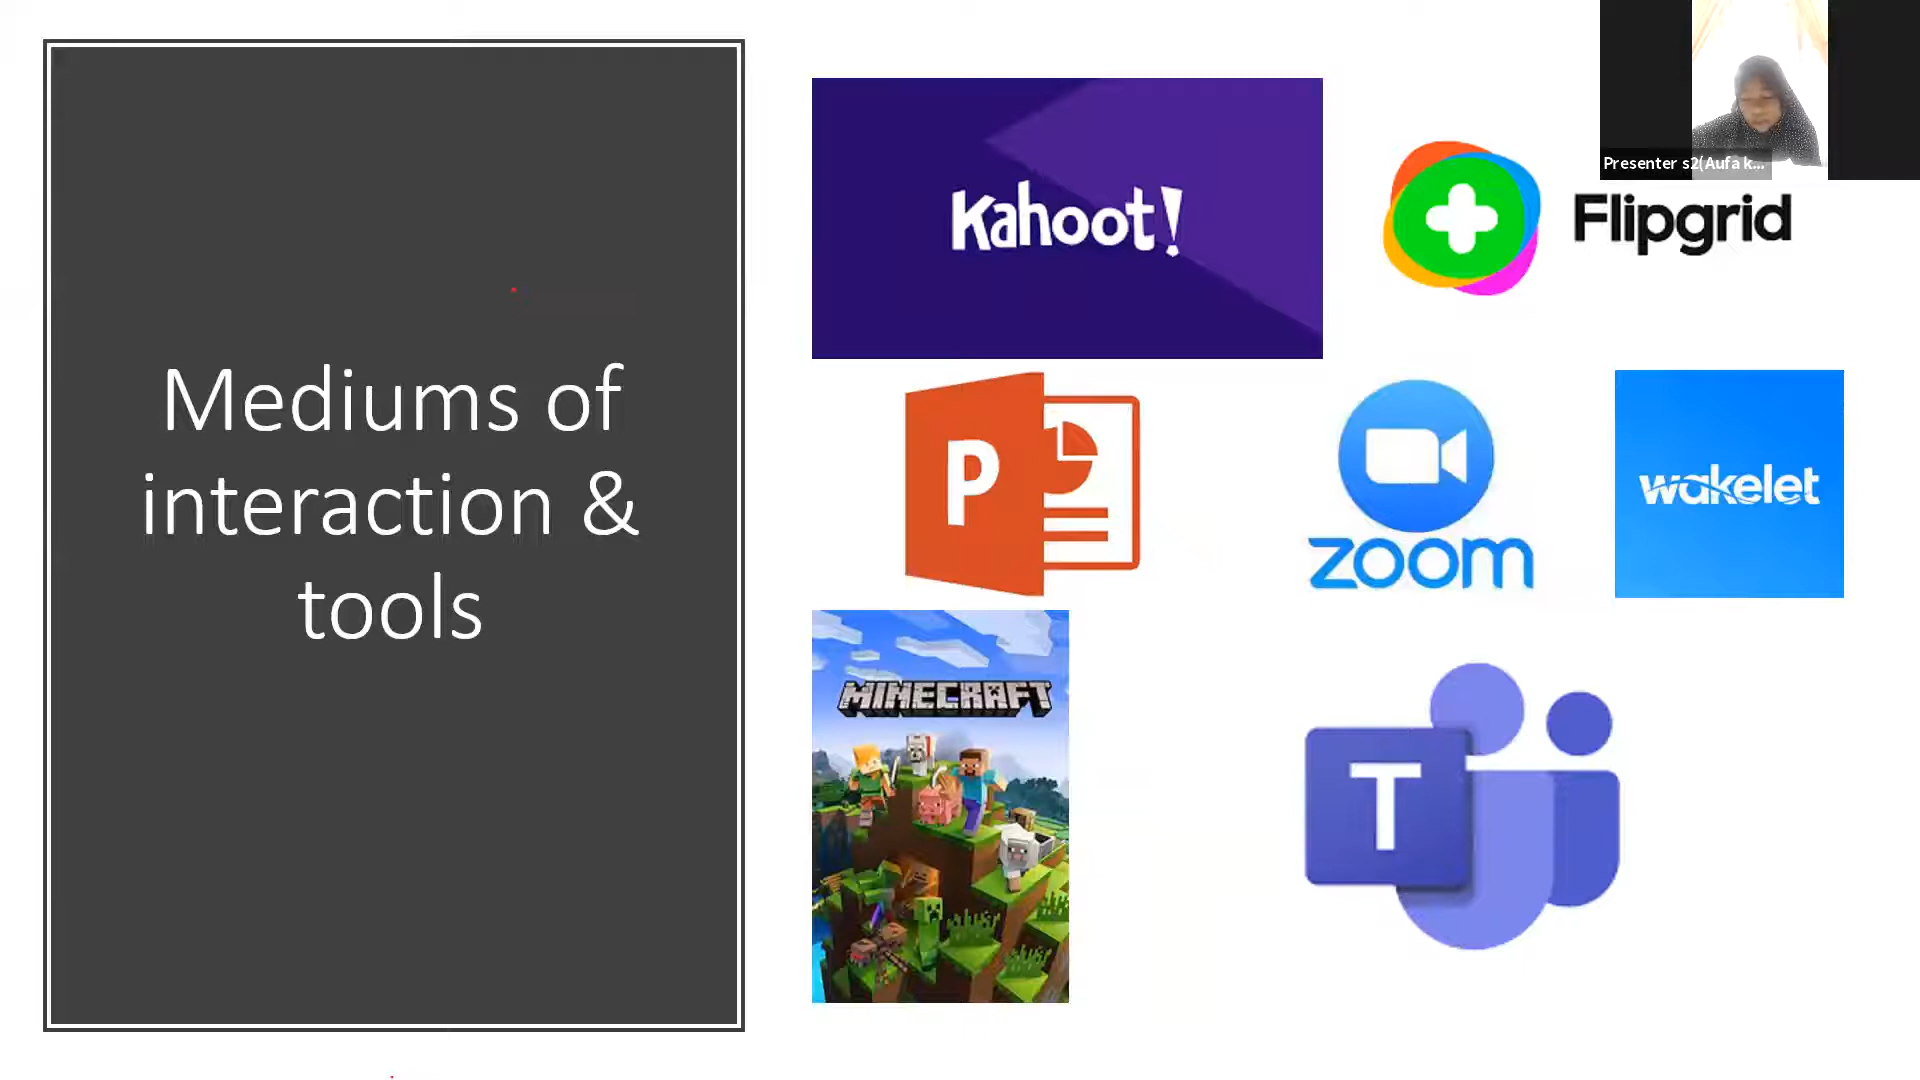 Mediums of
interaction &
tools
Kahoot!
Flipgrid
Presenter s2(Aufa k...
P
zoom
wakelet
MINECRAFT
T